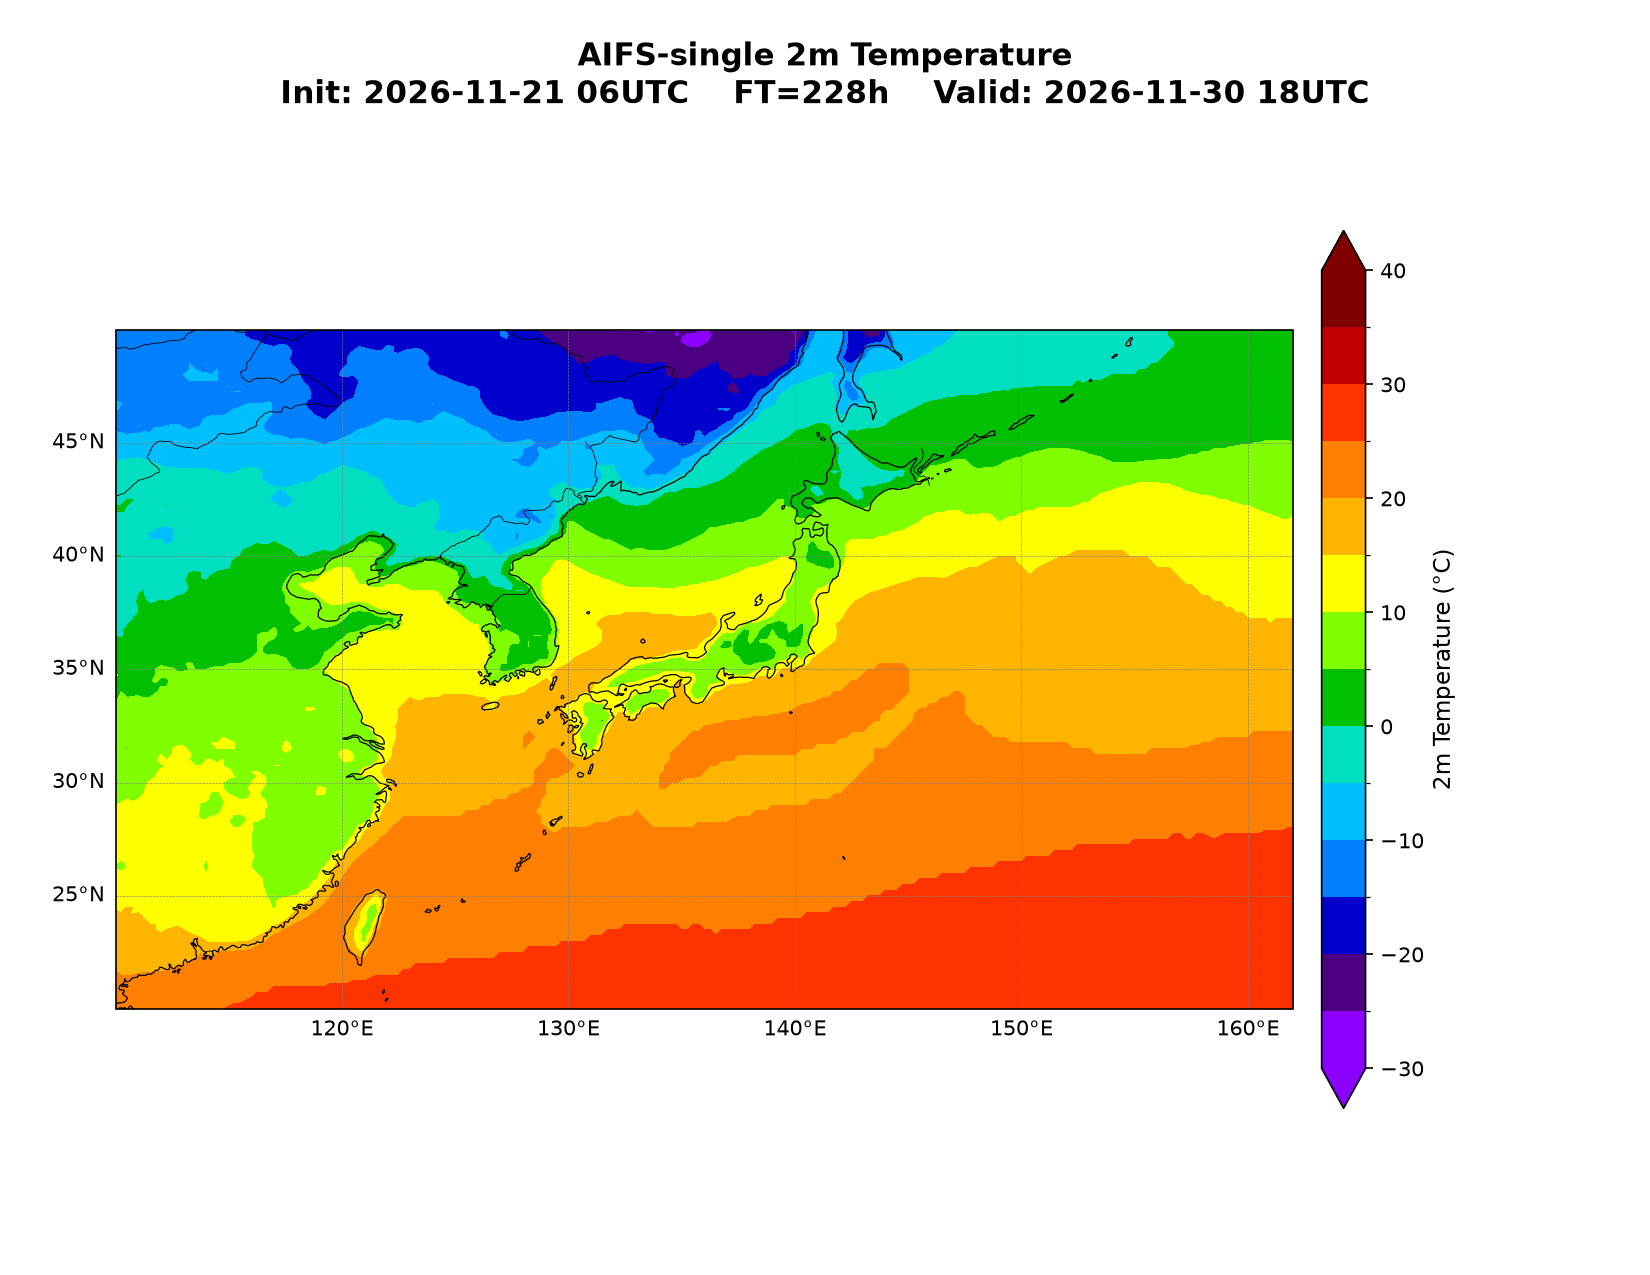 AIFS-single 2m Temperature
Init: 2026-11-21 06UTC    FT=228h    Valid: 2026-11-30 18UTC
45°N
40°N
35°N
30°N
25°N
120°E
130°E
140°E
150°E
160°E
40
30
20
10
0
−10
−20
−30
2m Temperature (°C)